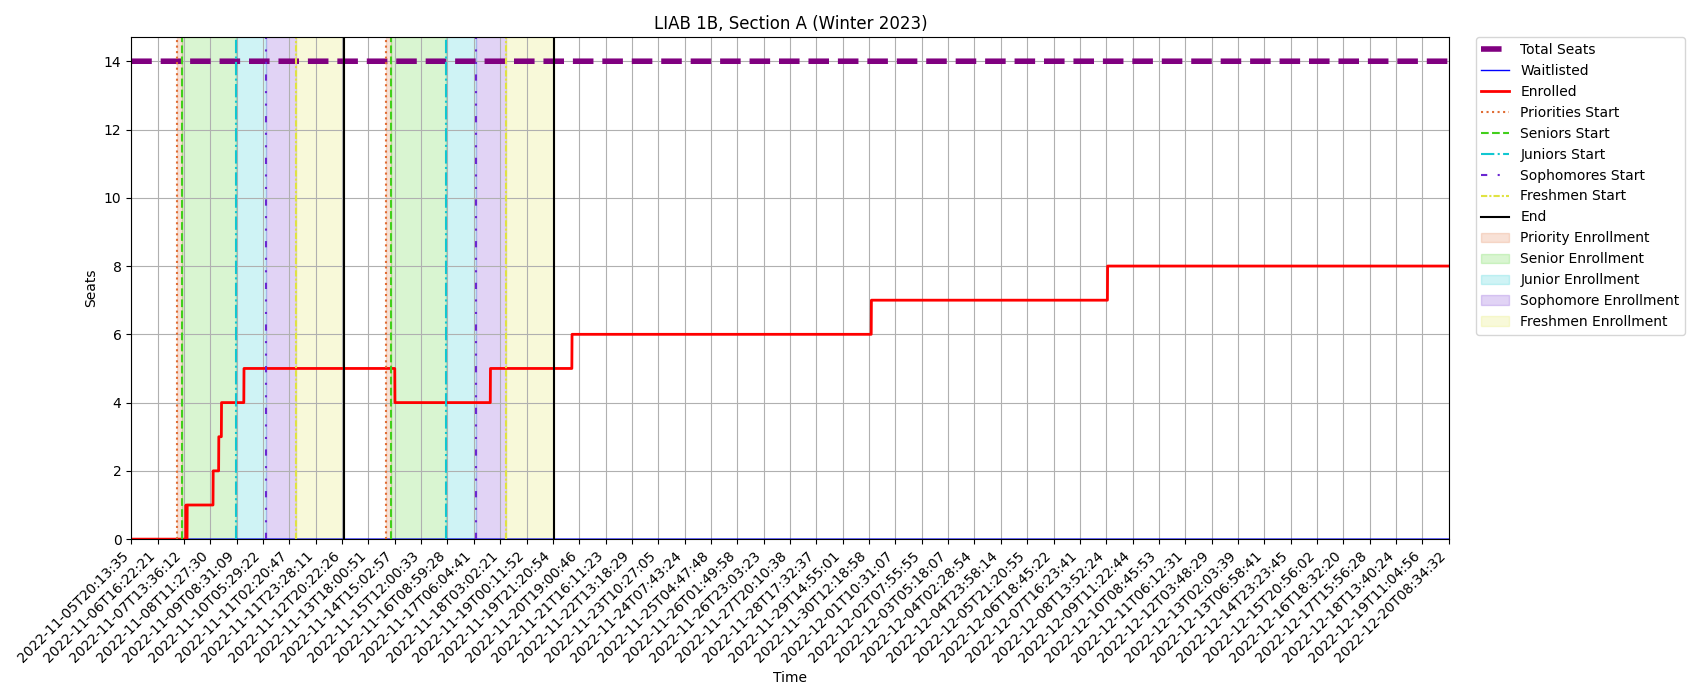 LIAB 1B, Section A (Winter 2023)
Seats
14
12
10
8
6
4
2
0
2022-11-05T20:13:35
2022-11-06T16:22:21
2022-11-07T13:36:12
2022-11-08T11:27:30
2022-11-09T08:31:09
2022-11-10T05:29:22
2022-11-11T02:20:47
2022-11-11T23:28:11
2022-11-12T20:22:26
2022-11-13T18:00:51
2022-11-14T15:02:57
2022-11-15T12:00:33
2022-11-16T08:59:28
2022-11-17T06:04:41
2022-11-18T03:02:21
2022-11-19T00:11:52
2022-11-19T21:20:54
2022-11-20T19:00:46
2022-11-21T16:11:23
2022-11-22T13:18:29
2022-11-23T10:27:05
2022-11-24T07:43:24
2022-11-25T04:47:48
2022-11-26T01:49:58
2022-11-26T23:03:23
2022-11-27T20:10:38
2022-11-28T17:32:37
2022-11-29T14:55:01
2022-11-30T12:18:58
2022-12-01T10:31:07
2022-12-02T07:55:55
2022-12-03T05:18:07
2022-12-04T02:28:54
2022-12-04T23:58:14
2022-12-05T21:20:55
2022-12-06T18:45:22
2022-12-07T16:23:41
2022-12-08T13:52:24
2022-12-09T11:22:44
2022-12-10T08:45:53
2022-12-11T06:12:31
2022-12-12T03:48:29
2022-12-13T02:03:39
2022-12-13T06:58:41
2022-12-14T23:23:45
2022-12-15T20:56:02
2022-12-16T18:32:20
2022-12-17T15:56:28
2022-12-18T13:40:24
2022-12-19T11:04:56
2022-12-20T08:34:32
Time
Total Seats
Waitlisted
Enrolled
Priorities Start
Seniors Start
Juniors Start
Sophomores Start
Freshmen Start
End
Priority Enrollment
Senior Enrollment
Junior Enrollment
Sophomore Enrollment
Freshmen Enrollment